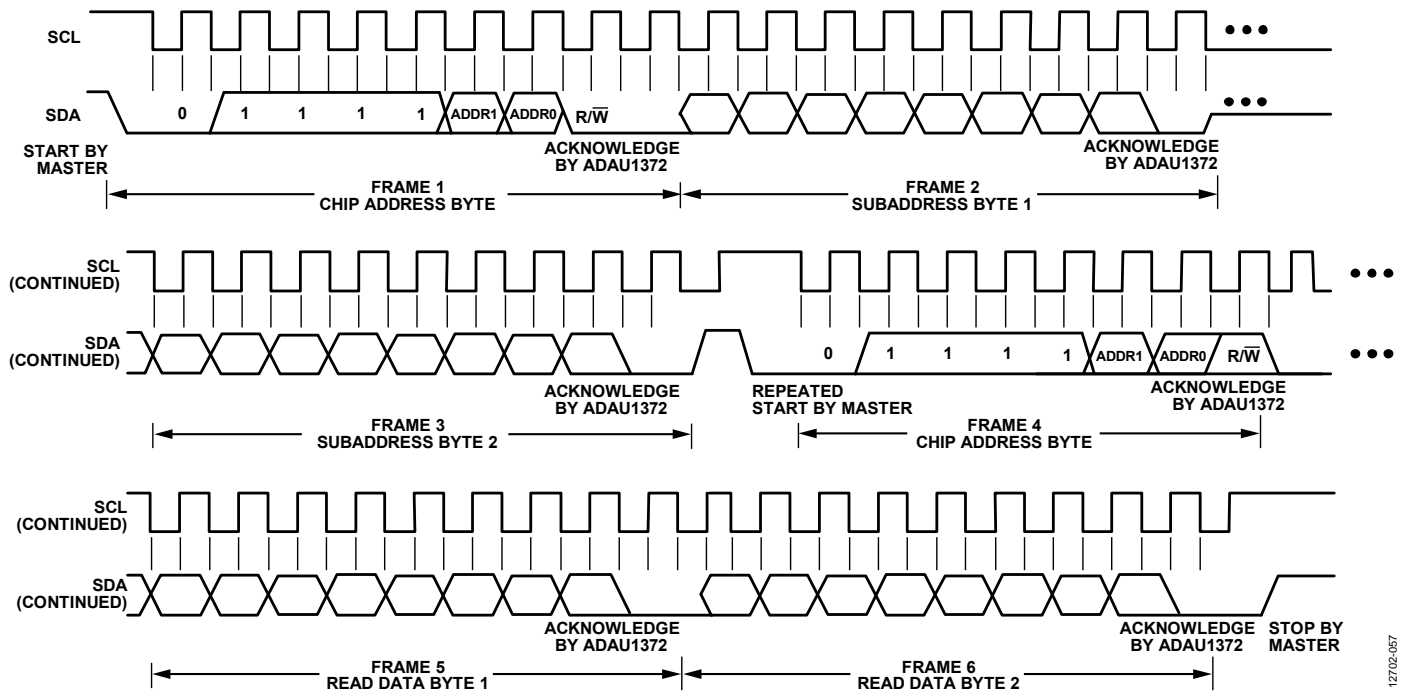 SCL
SDA
0 1 1 1 1 ADDR1 ADDR0 R/W̅
START BY
MASTER
ACKNOWLEDGE
BY ADAU1372
ACKNOWLEDGE
BY ADAU1372
FRAME 1
CHIP ADDRESS BYTE
FRAME 2
SUBADDRESS BYTE 1
SCL
(CONTINUED)
SDA
(CONTINUED)
0 1 1 1 1 ADDR1 ADDR0 R/W̅
ACKNOWLEDGE
BY ADAU1372
REPEATED
START BY MASTER
ACKNOWLEDGE
BY ADAU1372
FRAME 3
SUBADDRESS BYTE 2
FRAME 4
CHIP ADDRESS BYTE
SCL
(CONTINUED)
SDA
(CONTINUED)
ACKNOWLEDGE
BY ADAU1372
ACKNOWLEDGE
BY ADAU1372
STOP BY
MASTER
FRAME 5
READ DATA BYTE 1
FRAME 6
READ DATA BYTE 2
12702-057